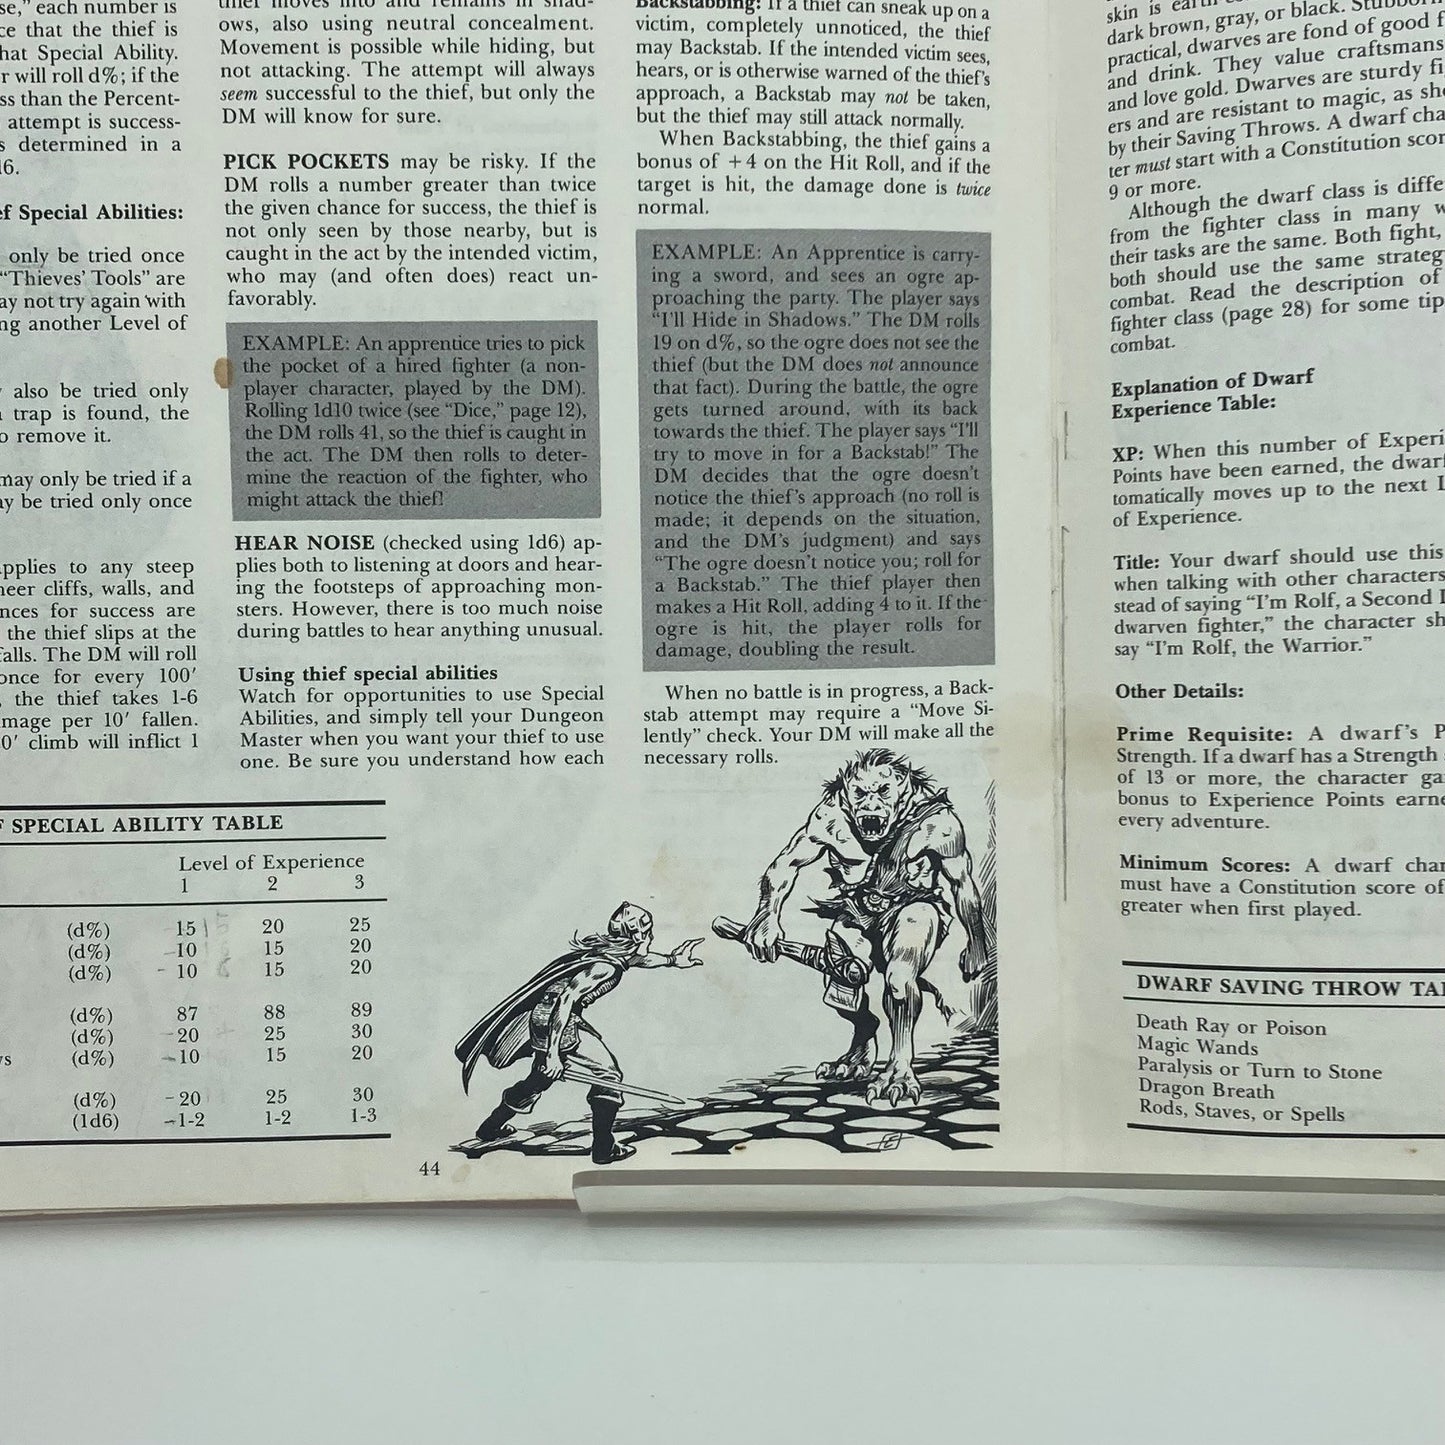 se," each number is
ce that the thief is
hat Special Ability.
r will roll d%; if the
ss than the Percent-
attempt is success-
s determined in a
d6.
ef Special Abilities:
only be tried once
"Thieves' Tools" are
ay not try again with
ng another Level of
also be tried only
trap is found, the
o remove it.
may only be tried if a
ay be tried only once
applies to any steep
heer cliffs, walls, and
nces for success are
the thief slips at the
falls. The DM will roll
once for every 100'
, the thief takes 1-6
mage per 10' fallen.
0' climb will inflict 1
thief moves into and remains in shad-
ows, also using neutral concealment.
Movement is possible while hiding, but
not attacking. The attempt will always
seem successful to the thief, but only the
DM will know for sure.
PICK POCKETS may be risky. If the
DM rolls a number greater than twice
the given chance for success, the thief is
not only seen by those nearby, but is
caught in the act by the intended victim,
who may (and often does) react un-
favorably.
EXAMPLE: An apprentice tries to pick
the pocket of a hired fighter (a non-
player character, played by the DM).
Rolling 1d10 twice (see "Dice," page 12),
the DM rolls 41, so the thief is caught in
the act. The DM then rolls to deter-
mine the reaction of the fighter, who
might attack the thief!
HEAR NOISE (checked using 1d6) ap-
plies both to listening at doors and hear-
ing the footsteps of approaching mon-
sters. However, there is too much noise
during battles to hear anything unusual.
Using thief special abilities
Watch for opportunities to use Special
Abilities, and simply tell your Dungeon
Master when you want your thief to use
one. Be sure you understand how each
Backstabbing: If a thief can sneak up on a
victim, completely unnoticed, the thief
may Backstab. If the intended victim sees,
hears, or is otherwise warned of the thief's
approach, a Backstab may not be taken,
but the thief may still attack normally.
When Backstabbing, the thief gains a
bonus of +4 on the Hit Roll, and if the
target is hit, the damage done is twice
normal.
EXAMPLE: An Apprentice is carry-
ing a sword, and sees an ogre ap-
proaching the party. The player says
"I'll Hide in Shadows." The DM rolls
19 on d%, so the ogre does not see the
thief (but the DM does not announce
that fact). During the battle, the ogre
gets turned around, with its back
towards the thief. The player says "I'll
try to move in for a Backstab!" The
DM decides that the ogre doesn't
notice the thief's approach (no roll is
made; it depends on the situation,
and the DM's judgment) and says
"The ogre doesn't notice you; roll for
a Backstab." The thief player then
makes a Hit Roll, adding 4 to it. If the
ogre is hit, the player rolls for
damage, doubling the result.
When no battle is in progress, a Back-
stab attempt may require a "Move Si-
lently" check. Your DM will make all the
necessary rolls.
F SPECIAL ABILITY TABLE
Level of Experience
1 2 3
(d%) 15 20 25
(d%) 10 15 20
(d%) 10 15 20
(d%) 87 88 89
(d%) 20 25 30
ws (d%) 10 15 20
(d%) 20 25 30
(1d6) 1-2 1-2 1-3
44
skin is
dark brown, gray, or black. Stubborn
practical, dwarves are fond of good f
and drink. They value craftsmans
and love gold. Dwarves are sturdy fi
ers and are resistant to magic, as sho
by their Saving Throws. A dwarf cha
ter must start with a Constitution scor
9 or more.
Although the dwarf class is diffe
from the fighter class in many w
their tasks are the same. Both fight,
both should use the same strateg
combat. Read the description of
fighter class (page 28) for some tip
combat.
Explanation of Dwarf
Experience Table:
XP: When this number of Experi
Points have been earned, the dwarf
tomatically moves up to the next L
of Experience.
Title: Your dwarf should use this
when talking with other characters
stead of saying "I'm Rolf, a Second L
dwarven fighter," the character sh
say "I'm Rolf, the Warrior."
Other Details:
Prime Requisite: A dwarf's P
Strength. If a dwarf has a Strength
of 13 or more, the character ga
bonus to Experience Points earne
every adventure.
Minimum Scores: A dwarf char
must have a Constitution score of
greater when first played.
DWARF SAVING THROW TA
Death Ray or Poison
Magic Wands
Paralysis or Turn to Stone
Dragon Breath
Rods, Staves, or Spells